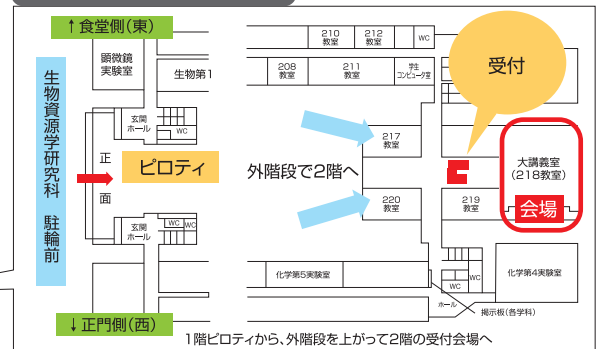 ↑食堂側(東)
顕微鏡
実験室
生物第1
210
教室
212
教室
WC
208
教室
211
教室
学生
コンピュータ室
受付
生物資源学研究科 駐輪前
玄関
ホール
WC
正面
ピロティ
外階段で2階へ
217
教室
220
教室
219
教室
大講義室
(218教室)
会場
玄関
ホール
WC
WC
化学第5実験室
WC
WC
ホール
化学第4実験室
掲示板(各学科)
↓正門側(西)
1階ピロティから、外階段を上がって2階の受付会場へ